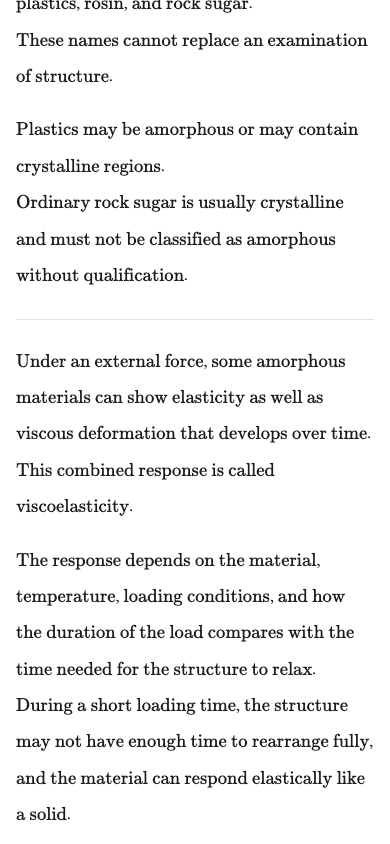 plastics, rosin, and rock sugar.
These names cannot replace an examination
of structure.
Plastics may be amorphous or may contain
crystalline regions.
Ordinary rock sugar is usually crystalline
and must not be classified as amorphous
without qualification.
Under an external force, some amorphous
materials can show elasticity as well as
viscous deformation that develops over time.
This combined response is called
viscoelasticity.
The response depends on the material,
temperature, loading conditions, and how
the duration of the load compares with the
time needed for the structure to relax.
During a short loading time, the structure
may not have enough time to rearrange fully,
and the material can respond elastically like
a solid.